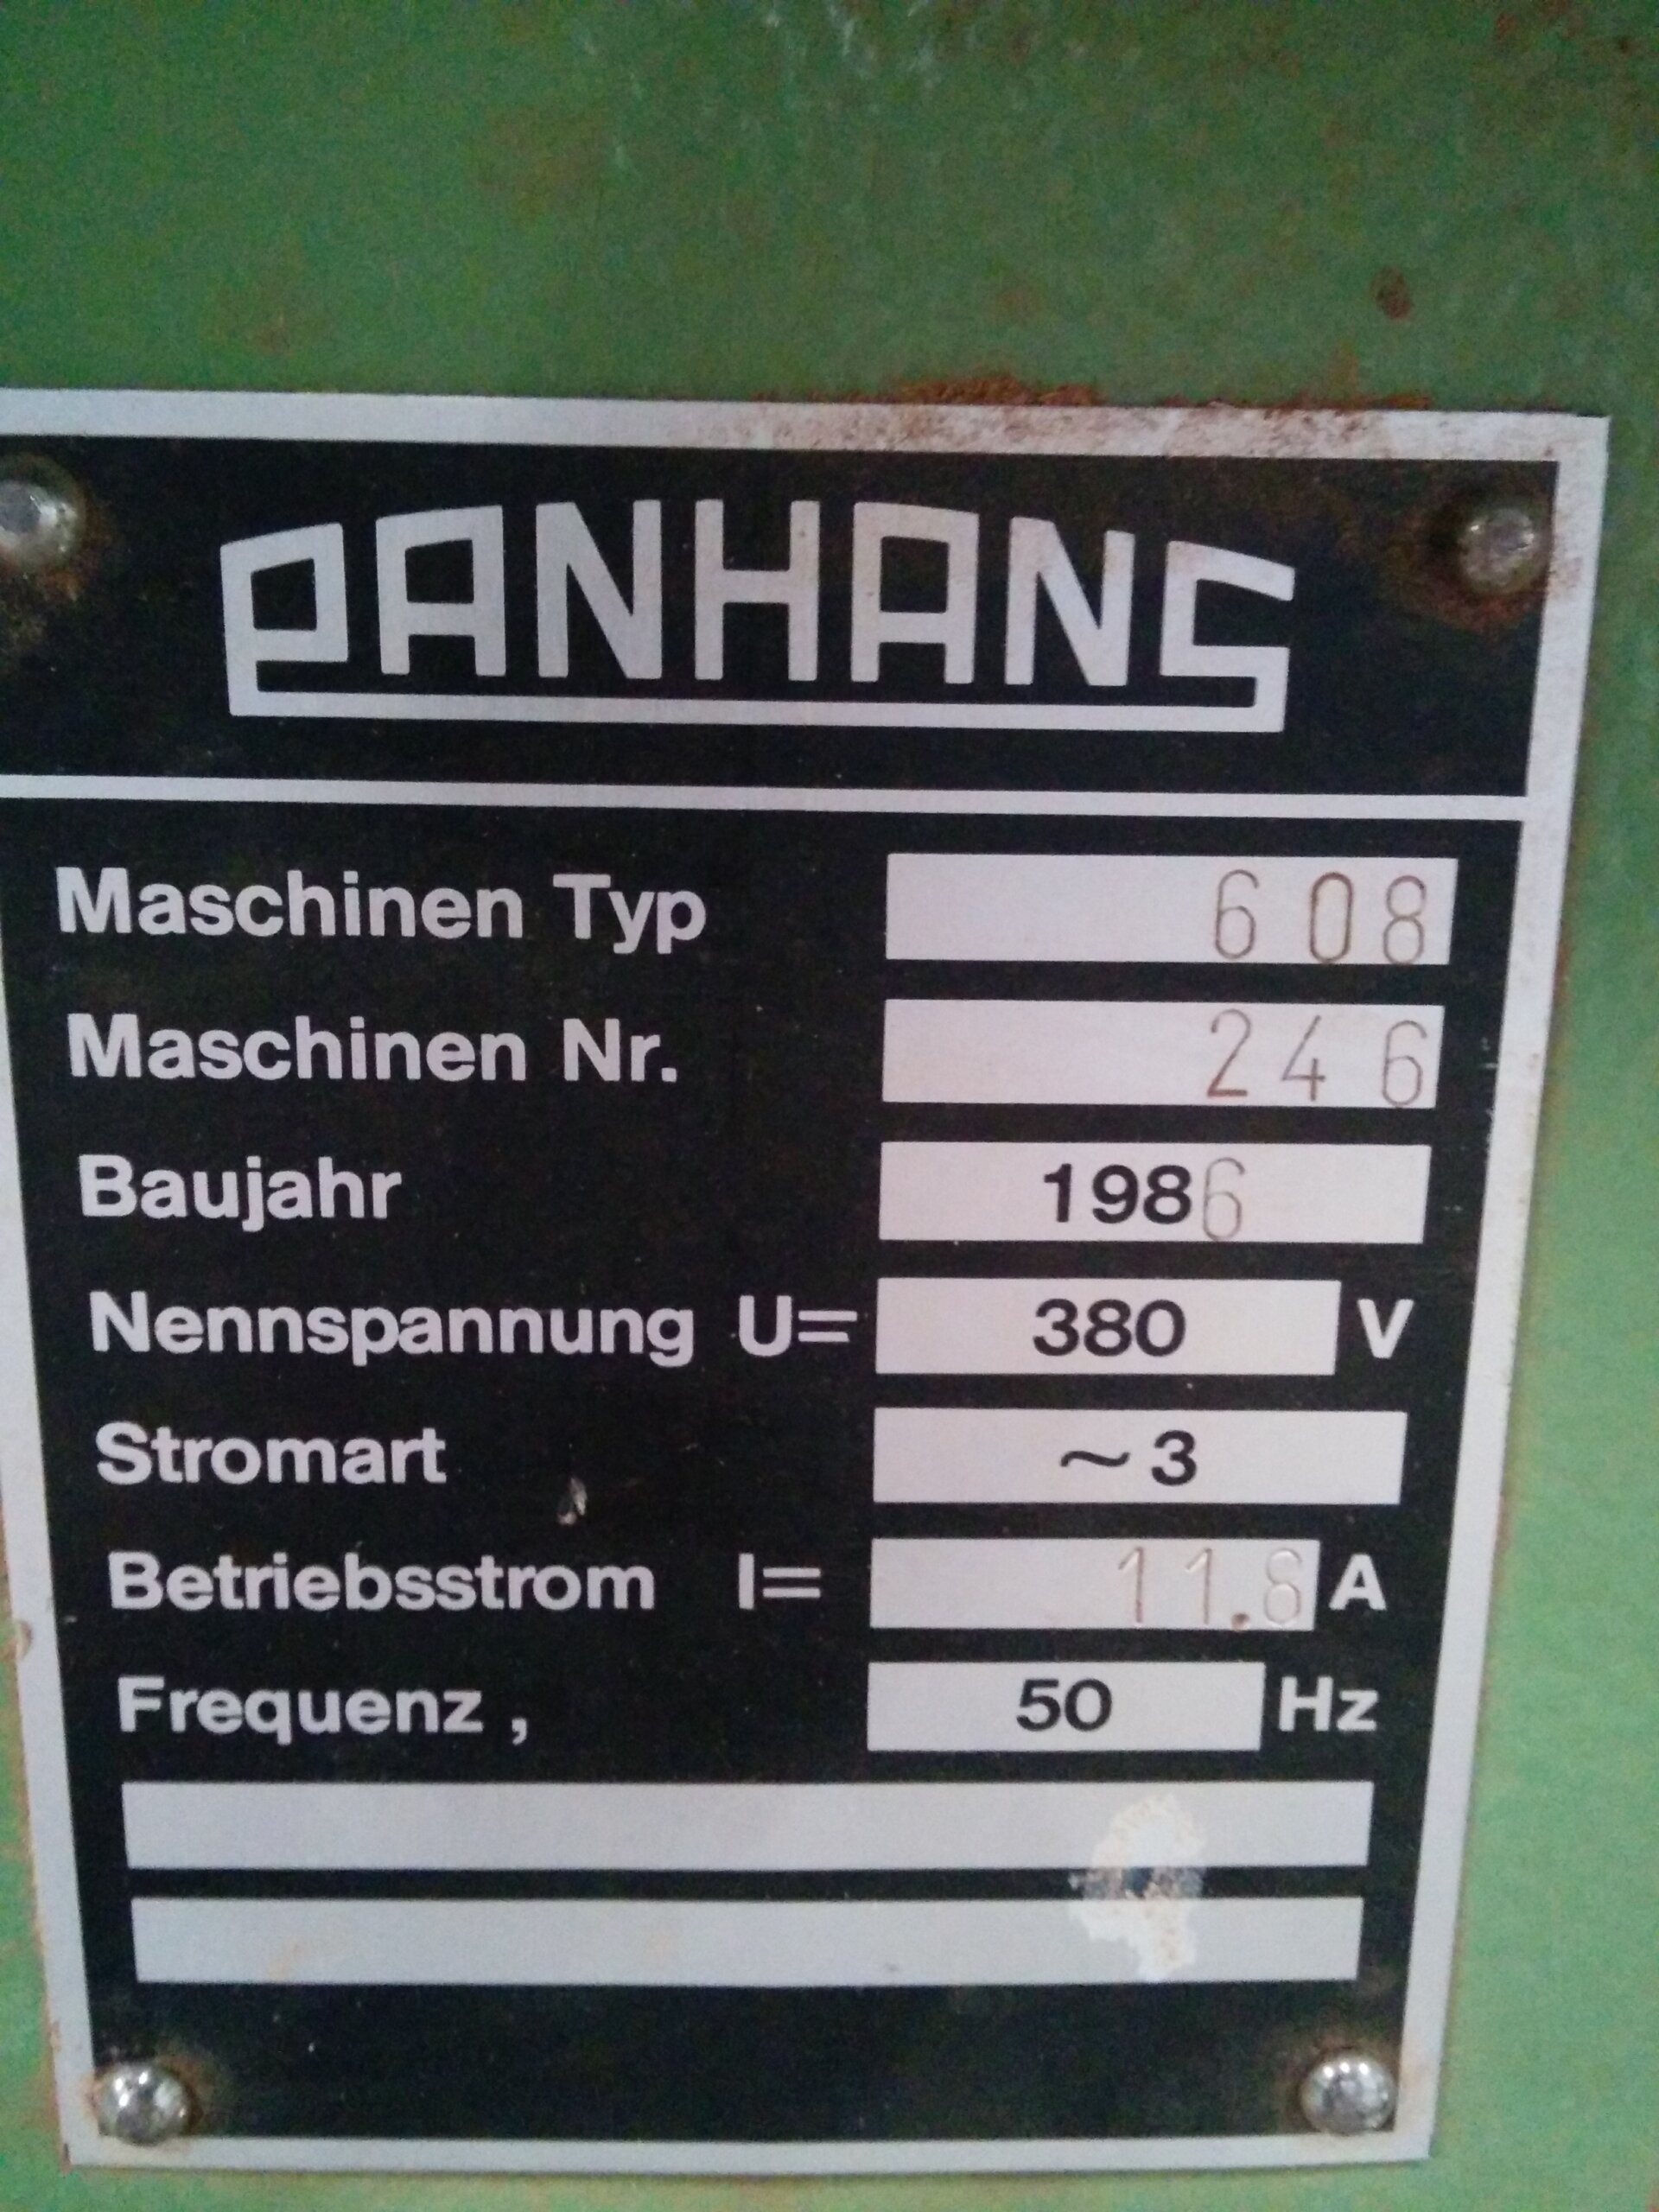 PANHANS
Maschinen Typ 608
Maschinen Nr. 246
Baujahr 1986
Nennspannung U= 380 V
Stromart ~3
Betriebsstrom I= 11.8 A
Frequenz , 50 Hz